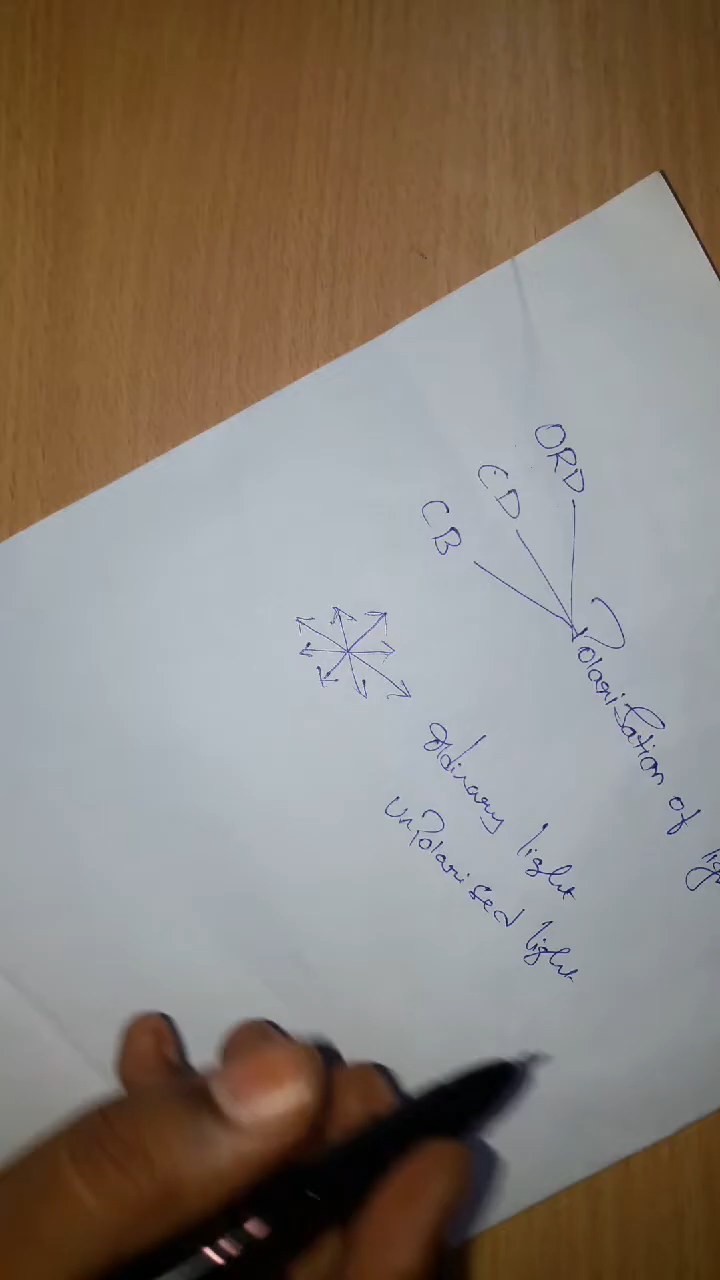 ORD
CD
CB
Polarisation of
Ordinary light
unPolarised light